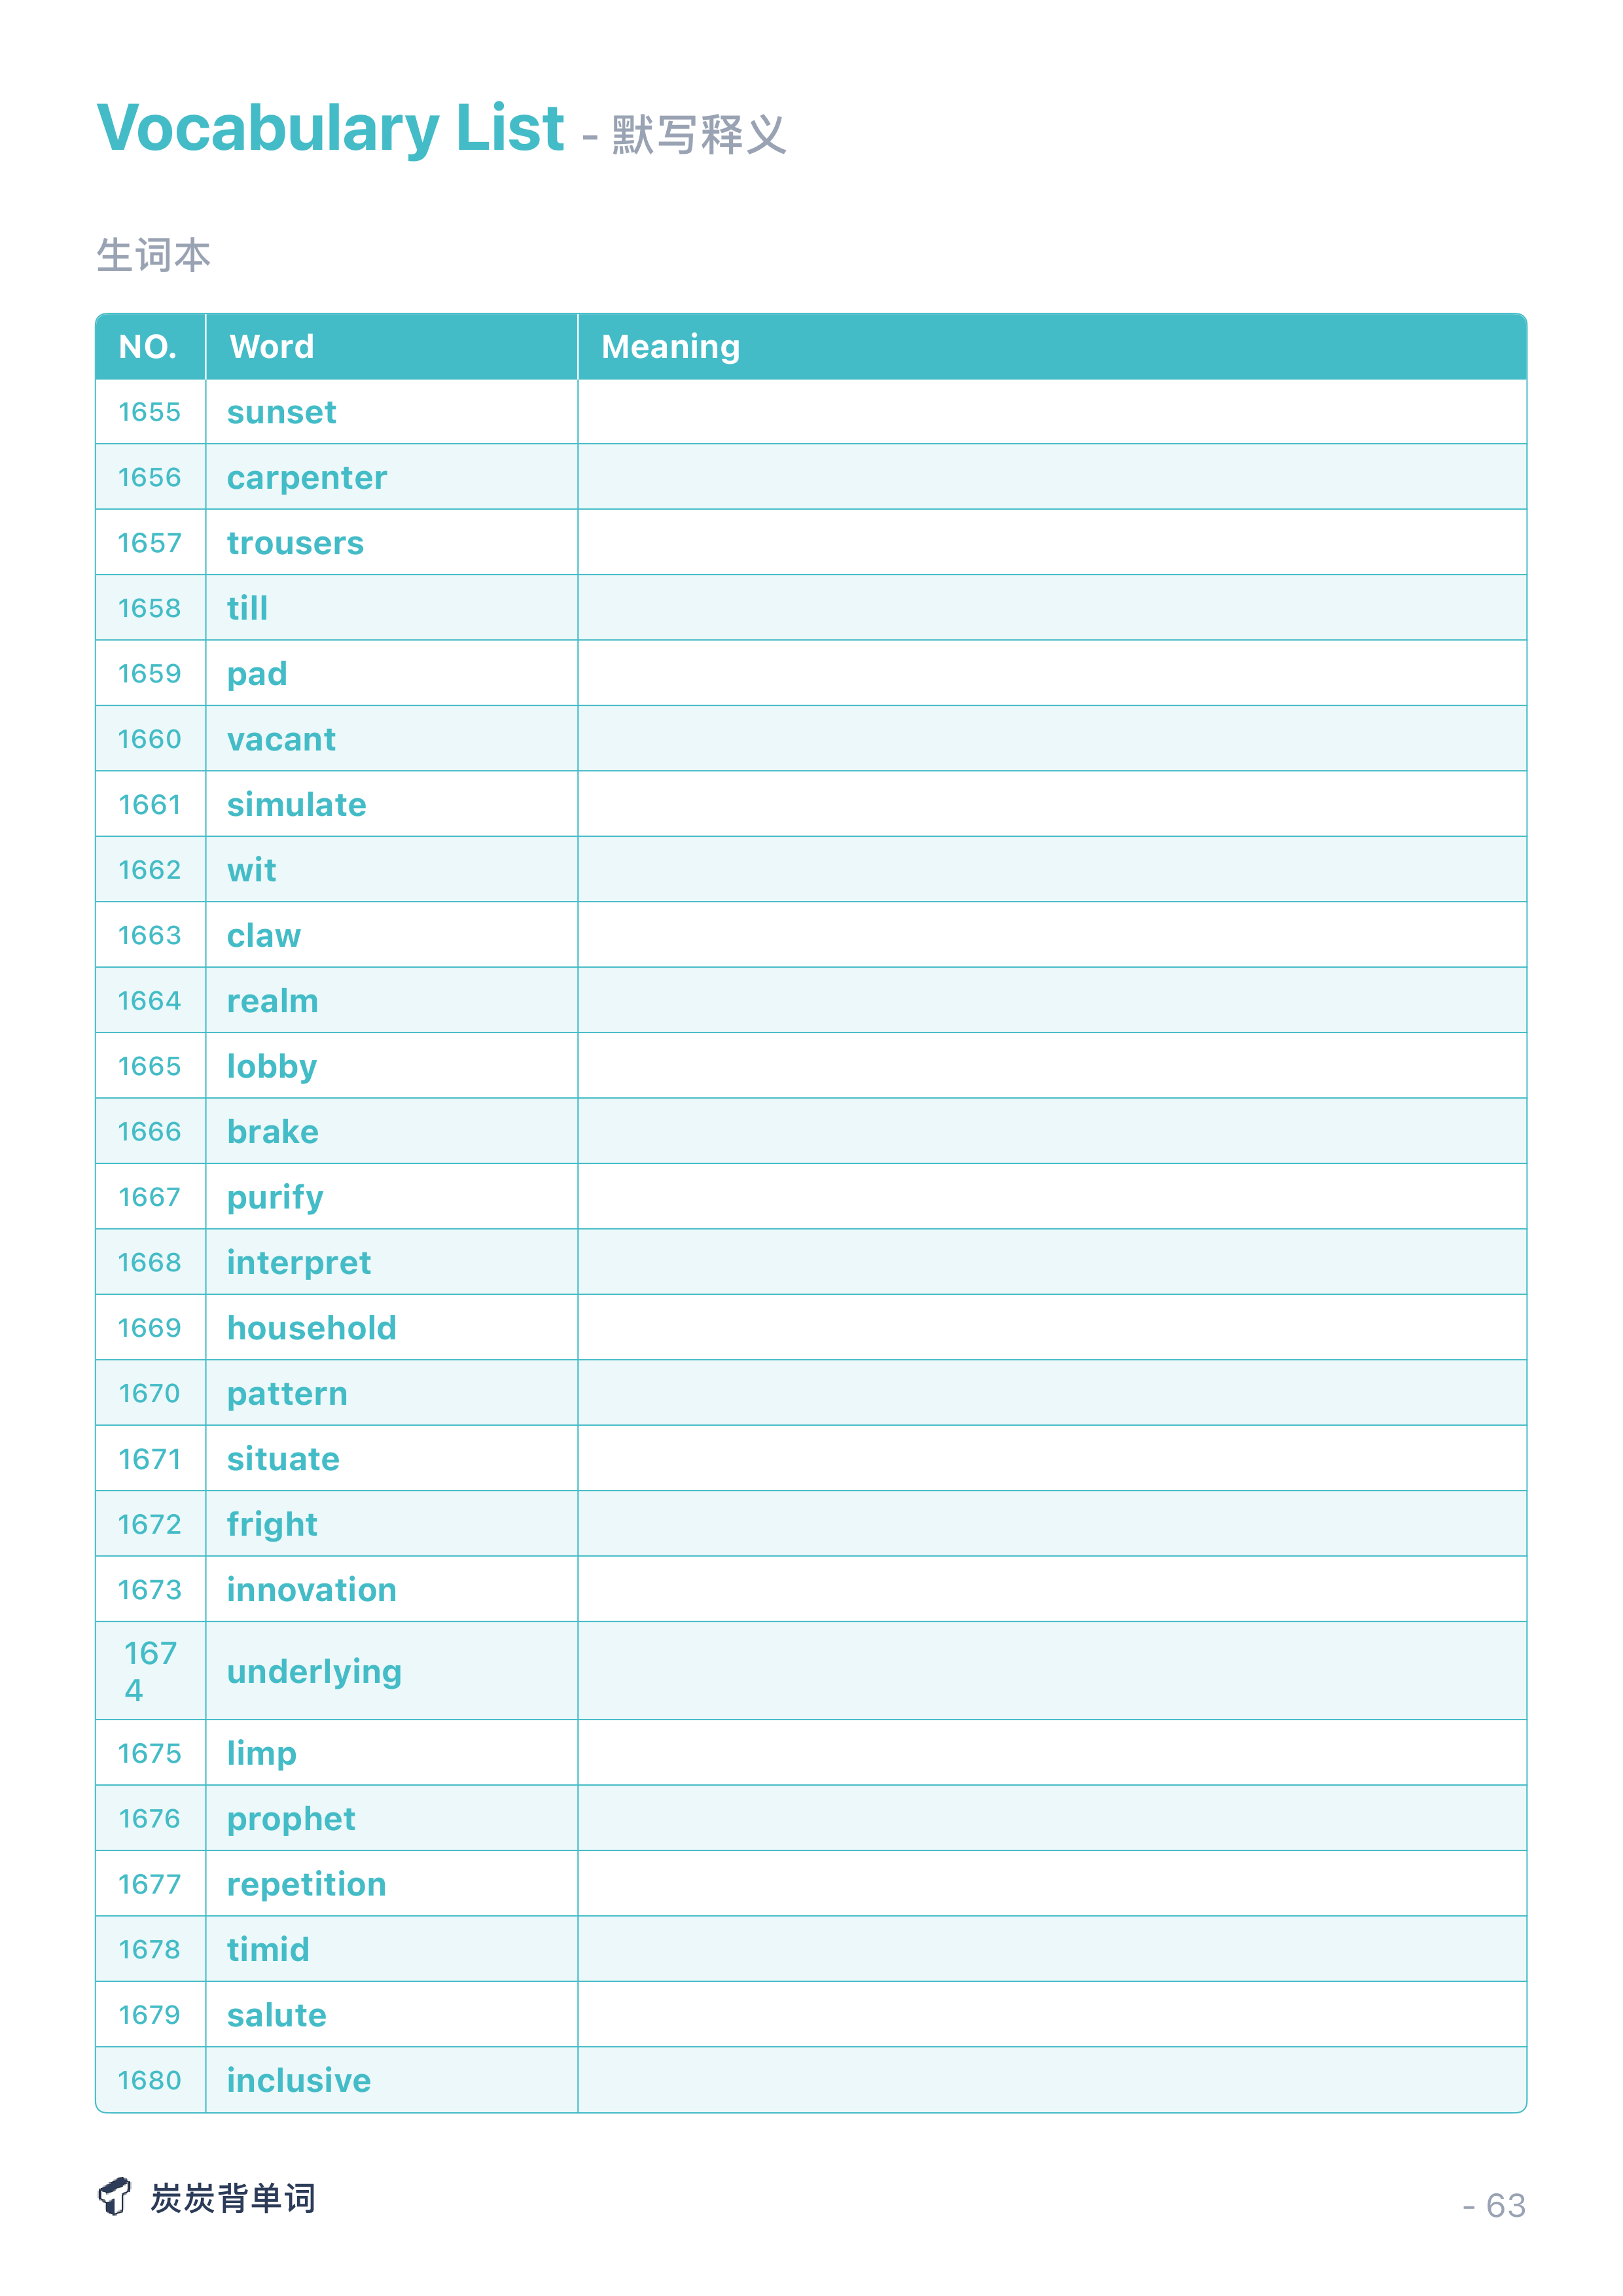 Vocabulary List - 默写释义
生词本
NO. Word Meaning
1655 sunset
1656 carpenter
1657 trousers
1658 till
1659 pad
1660 vacant
1661 simulate
1662 wit
1663 claw
1664 realm
1665 lobby
1666 brake
1667 purify
1668 interpret
1669 household
1670 pattern
1671 situate
1672 fright
1673 innovation
167
4 underlying
1675 limp
1676 prophet
1677 repetition
1678 timid
1679 salute
1680 inclusive
炭炭背单词
- 63